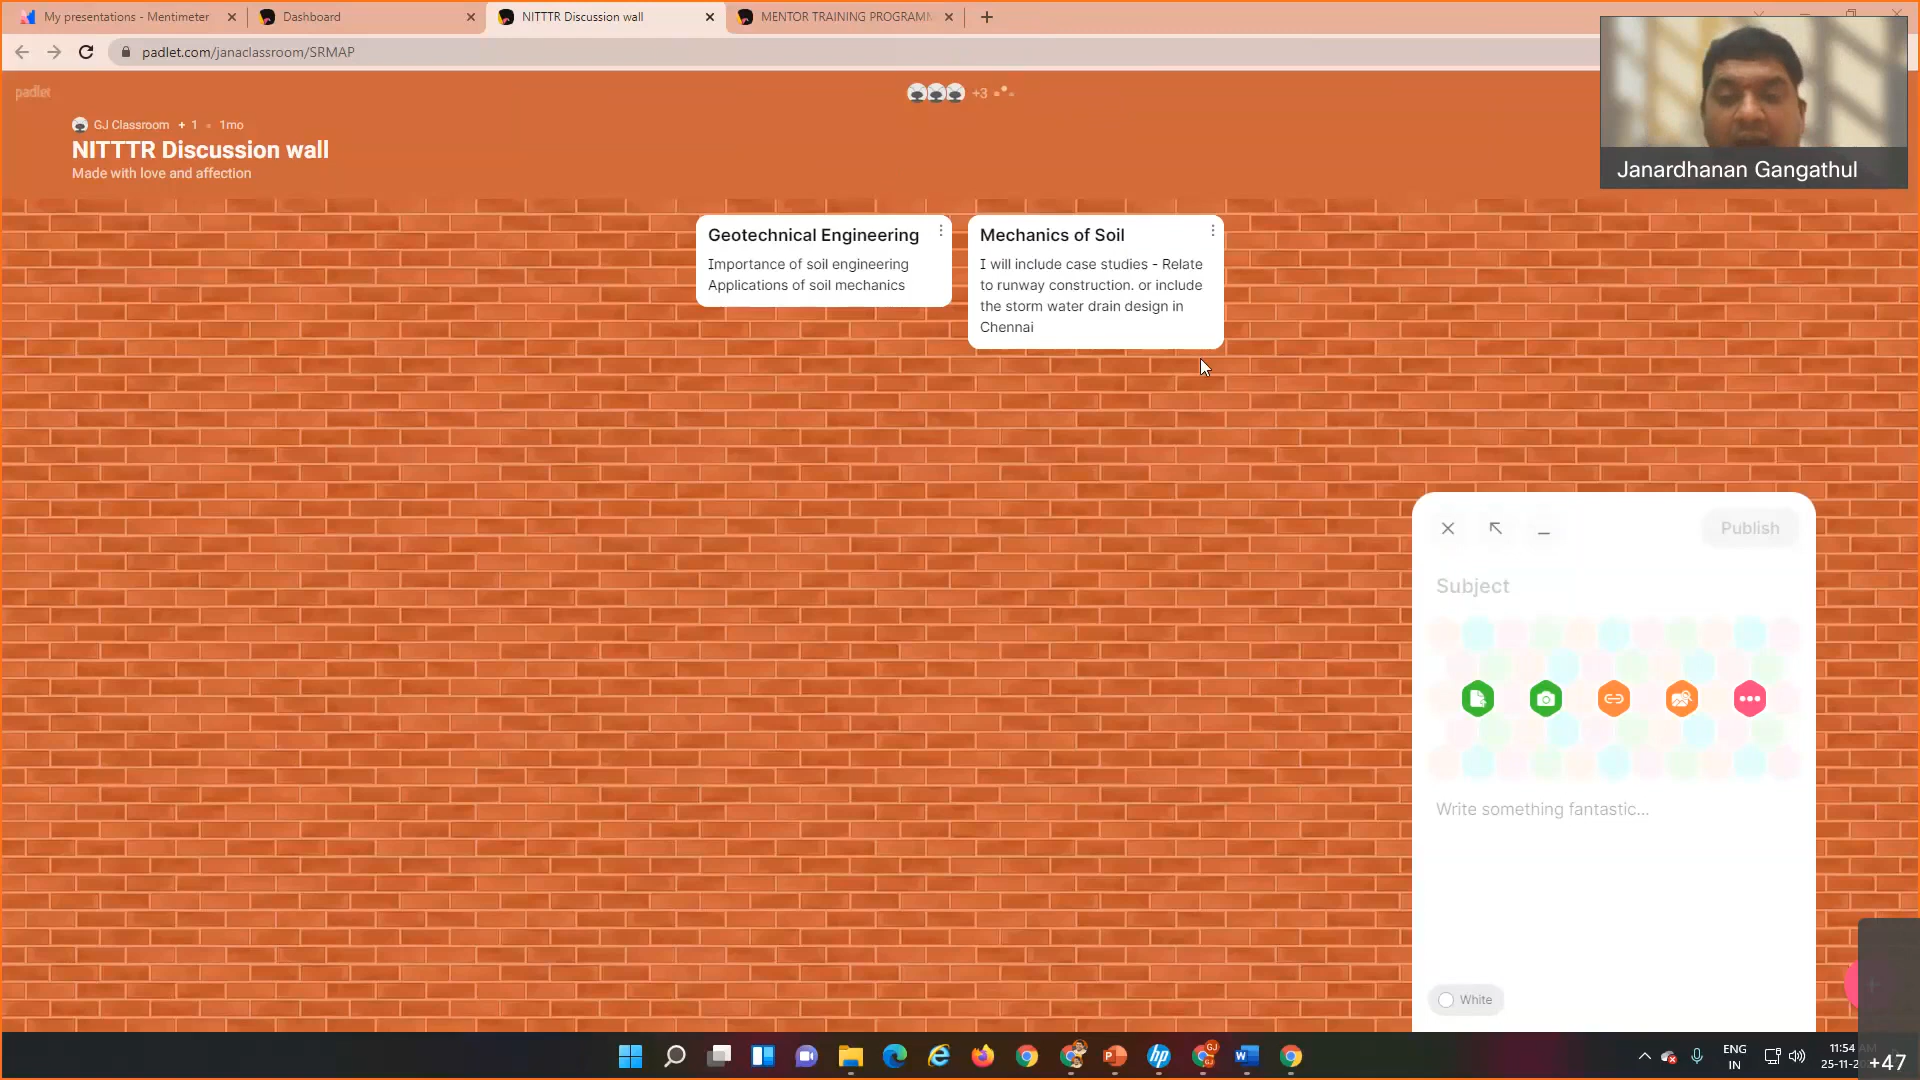 My presentations - Mentimeter
Dashboard
NITTTR Discussion wall
MENTOR TRAINING PROGRAMM
padlet.com/janaclassroom/SRMAP
padlet
+3
GJ Classroom + 1 1mo
NITTTR Discussion wall
Made with love and affection
Janardhanan Gangathul
Geotechnical Engineering
Importance of soil engineering
Applications of soil mechanics
Mechanics of Soil
I will include case studies - Relate
to runway construction. or include
the storm water drain design in
Chennai
Publish
Subject
Write something fantastic...
White
ENG
IN
11:54
25-11-2
+47